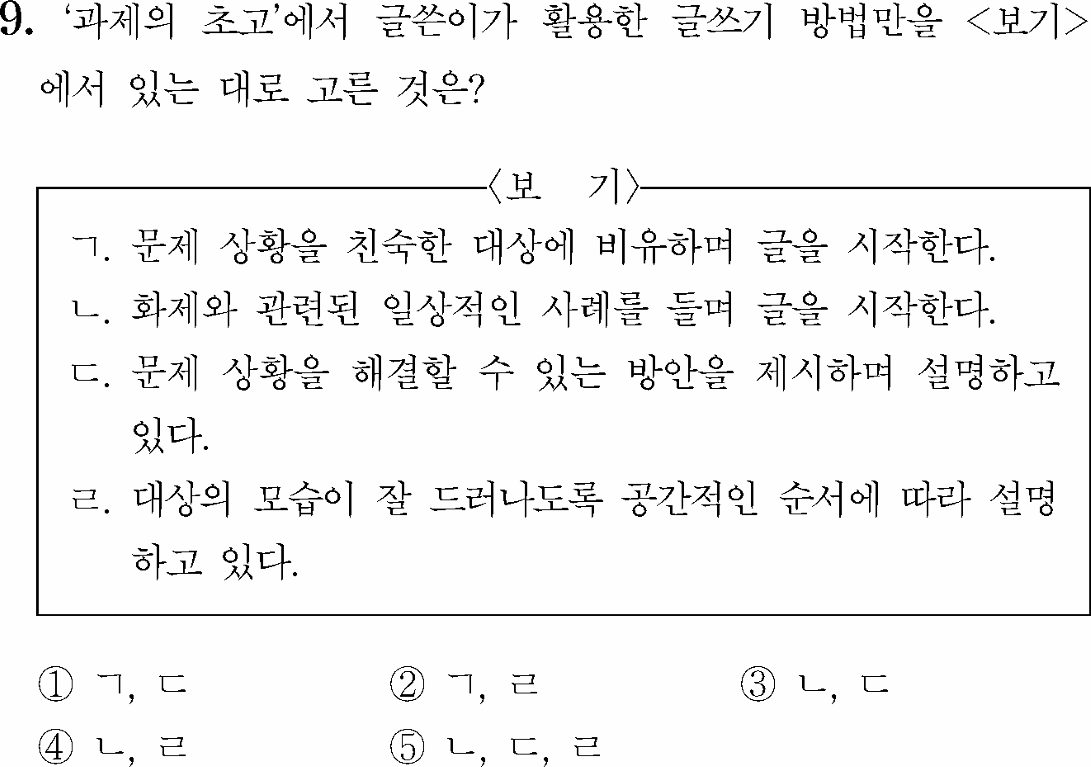 9. ‘과제의 초고’에서 글쓴이가 활용한 글쓰기 방법만을 <보기>
에서 있는 대로 고른 것은?
〈보 기〉
ㄱ. 문제 상황을 친숙한 대상에 비유하며 글을 시작한다.
ㄴ. 화제와 관련된 일상적인 사례를 들며 글을 시작한다.
ㄷ. 문제 상황을 해결할 수 있는 방안을 제시하며 설명하고
있다.
ㄹ. 대상의 모습이 잘 드러나도록 공간적인 순서에 따라 설명
하고 있다.
① ㄱ, ㄷ ② ㄱ, ㄹ ③ ㄴ, ㄷ
④ ㄴ, ㄹ ⑤ ㄴ, ㄷ, ㄹ